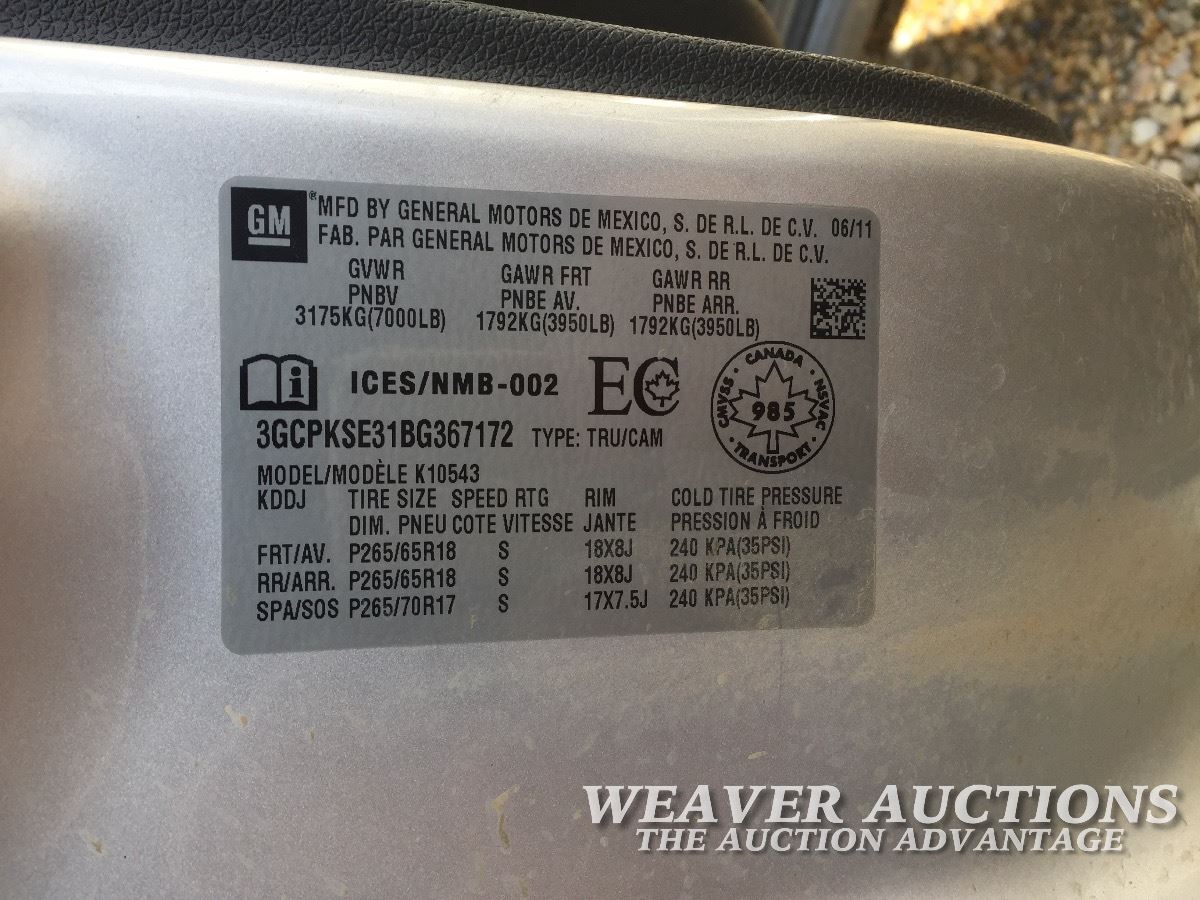 GM
® MFD BY GENERAL MOTORS DE MEXICO, S. DE R.L. DE C.V. 06/11
FAB. PAR GENERAL MOTORS DE MEXICO, S. DE R.L. DE C.V.
GVWR GAWR FRT GAWR RR
PNBV PNBE AV. PNBE ARR.
3175KG(7000LB) 1792KG(3950LB) 1792KG(3950LB)
i ICES/NMB-002 EC
CANADA
CMVSS 985 NSVAC
TRANSPORT
3GCPKSE31BG367172 TYPE: TRU/CAM
MODEL/MODÈLE K10543
KDDJ TIRE SIZE SPEED RTG RIM COLD TIRE PRESSURE
DIM. PNEU COTE VITESSE JANTE PRESSION À FROID
FRT/AV. P265/65R18 S 18X8J 240 KPA(35PSI)
RR/ARR. P265/65R18 S 18X8J 240 KPA(35PSI)
SPA/SOS P265/70R17 S 17X7.5J 240 KPA(35PSI)
WEAVER AUCTIONS
THE AUCTION ADVANTAGE